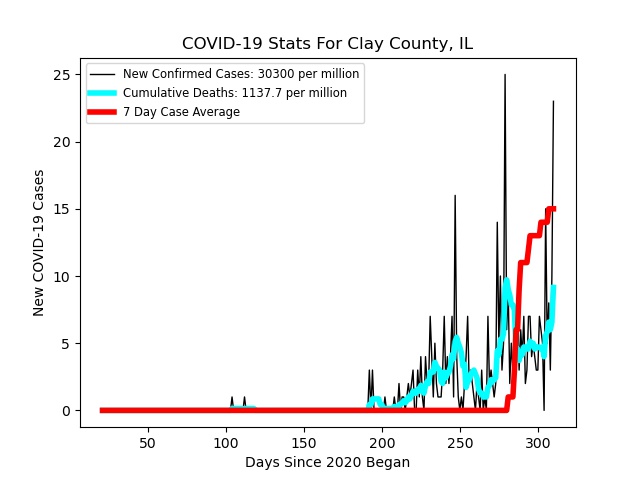 COVID-19 Stats For Clay County, IL
New Confirmed Cases: 30300 per million
Cumulative Deaths: 1137.7 per million
7 Day Case Average
New COVID-19 Cases
25
20
15
10
5
0
50 100 150 200 250 300
Days Since 2020 Began